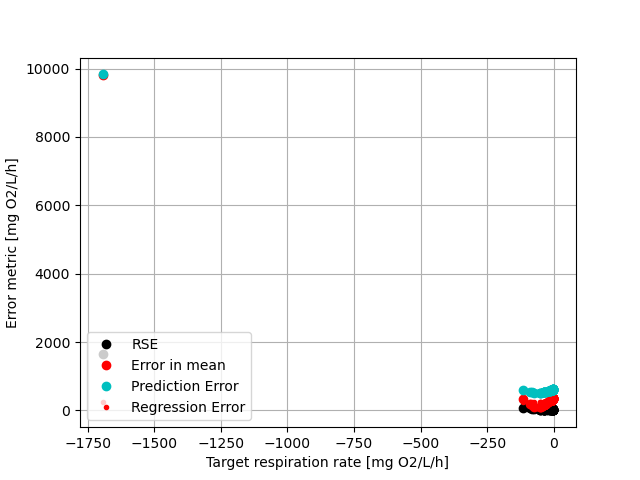 Error metric [mg O2/L/h]
10000
8000
6000
4000
2000
0
RSE
Error in mean
Prediction Error
Regression Error
−1750 −1500 −1250 −1000 −750 −500 −250 0
Target respiration rate [mg O2/L/h]